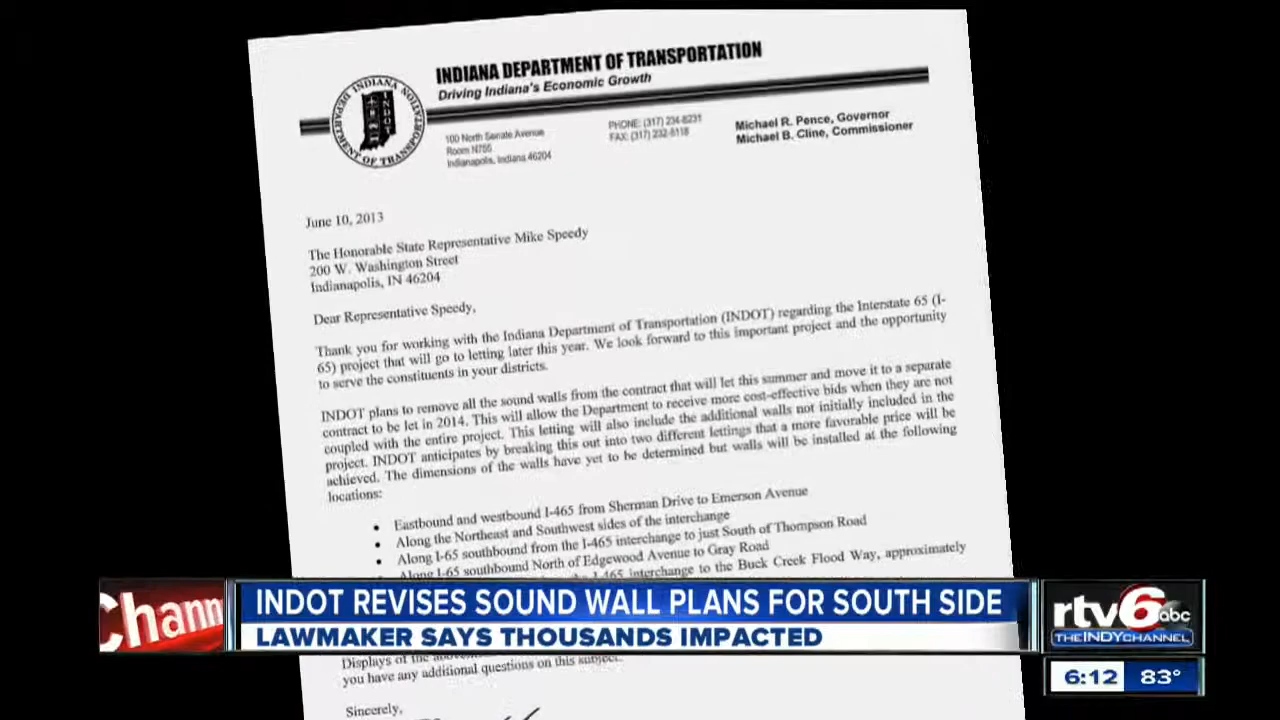 INDIANA DEPARTMENT OF TRANSPORTATION
Driving Indiana's Economic Growth
INDIANA DEPARTMENT OF TRANSPORTATION
INDOT
100 North Senate Avenue
Room N755
Indianapolis, Indiana 46204
PHONE: (317) 234-8231
FAX: (317) 232-8118
Michael R. Pence, Governor
Michael B. Cline, Commissioner
June 10, 2013
The Honorable State Representative Mike Speedy
200 W. Washington Street
Indianapolis, IN 46204
Dear Representative Speedy,
Thank you for working with the Indiana Department of Transportation (INDOT) regarding the Interstate 65 (I-
65) project that will go to letting later this year. We look forward to this important project and the opportunity
to serve the constituents in your districts.
INDOT plans to remove all the sound walls from the contract that will let this summer and move it to a separate
contract to be let in 2014. This will allow the Department to receive more cost-effective bids when they are not
coupled with the entire project. This letting will also include the additional walls not initially included in the
project. INDOT anticipates by breaking this out into two different lettings that a more favorable price will be
achieved. The dimensions of the walls have yet to be determined but walls will be installed at the following
locations:
• Eastbound and westbound I-465 from Sherman Drive to Emerson Avenue
• Along the Northeast and Southwest sides of the interchange
• Along I-65 southbound from the I-465 interchange to just South of Thompson Road
Along I-65 southbound North of Edgewood Avenue to Gray Road
I-465 interchange to the Buck Creek Flood Way, approximately
Chann
INDOT REVISES SOUND WALL PLANS FOR SOUTH SIDE
LAWMAKER SAYS THOUSANDS IMPACTED
rtv6 abc
THEINDYCHANNEL
6:12 83°
Displays of the
you have any additional questions on this subject.
Sincerely,